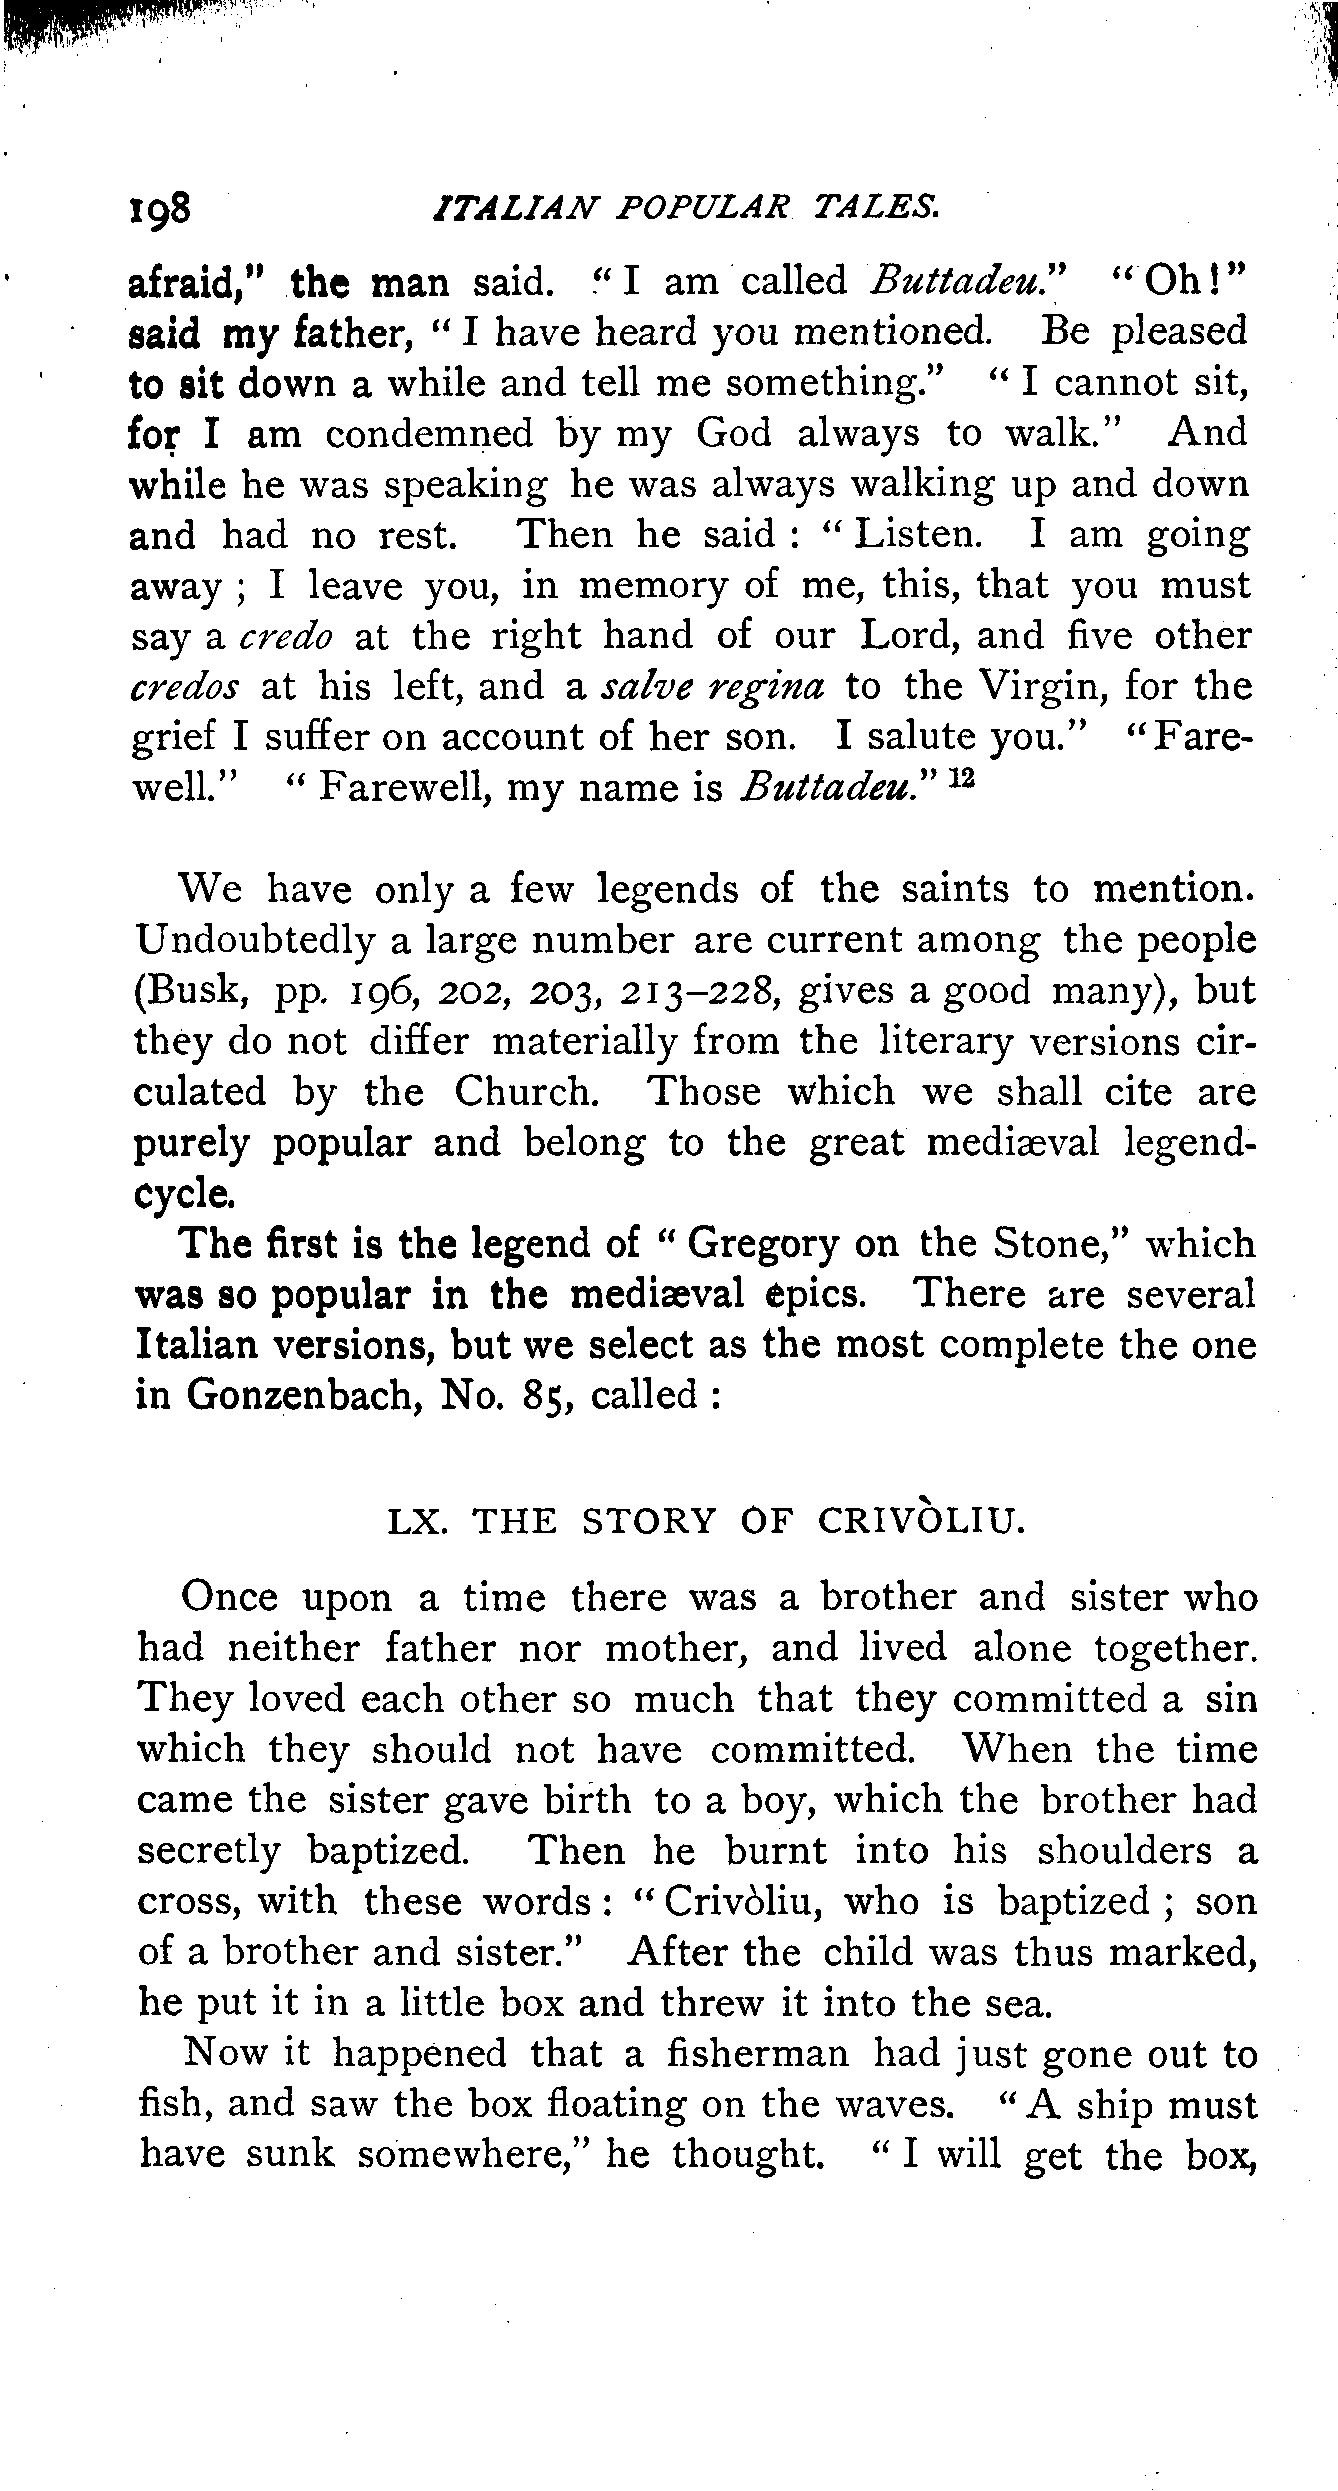 198 ITALIAN POPULAR TALES.
afraid," the man said. "I am called Buttadeu." "Oh!"
said my father, "I have heard you mentioned. Be pleased
to sit down a while and tell me something." "I cannot sit,
for I am condemned by my God always to walk." And
while he was speaking he was always walking up and down
and had no rest. Then he said : "Listen. I am going
away ; I leave you, in memory of me, this, that you must
say a credo at the right hand of our Lord, and five other
credos at his left, and a salve regina to the Virgin, for the
grief I suffer on account of her son. I salute you." "Fare-
well." "Farewell, my name is Buttadeu." 12
We have only a few legends of the saints to mention.
Undoubtedly a large number are current among the people
(Busk, pp. 196, 202, 203, 213–228, gives a good many), but
they do not differ materially from the literary versions cir-
culated by the Church. Those which we shall cite are
purely popular and belong to the great mediæval legend-
cycle.
The first is the legend of "Gregory on the Stone," which
was so popular in the mediæval epics. There are several
Italian versions, but we select as the most complete the one
in Gonzenbach, No. 85, called :
LX. THE STORY OF CRIVÒLIU.
Once upon a time there was a brother and sister who
had neither father nor mother, and lived alone together.
They loved each other so much that they committed a sin
which they should not have committed. When the time
came the sister gave birth to a boy, which the brother had
secretly baptized. Then he burnt into his shoulders a
cross, with these words : "Crivòliu, who is baptized ; son
of a brother and sister." After the child was thus marked,
he put it in a little box and threw it into the sea.
Now it happened that a fisherman had just gone out to
fish, and saw the box floating on the waves. "A ship must
have sunk somewhere," he thought. "I will get the box,